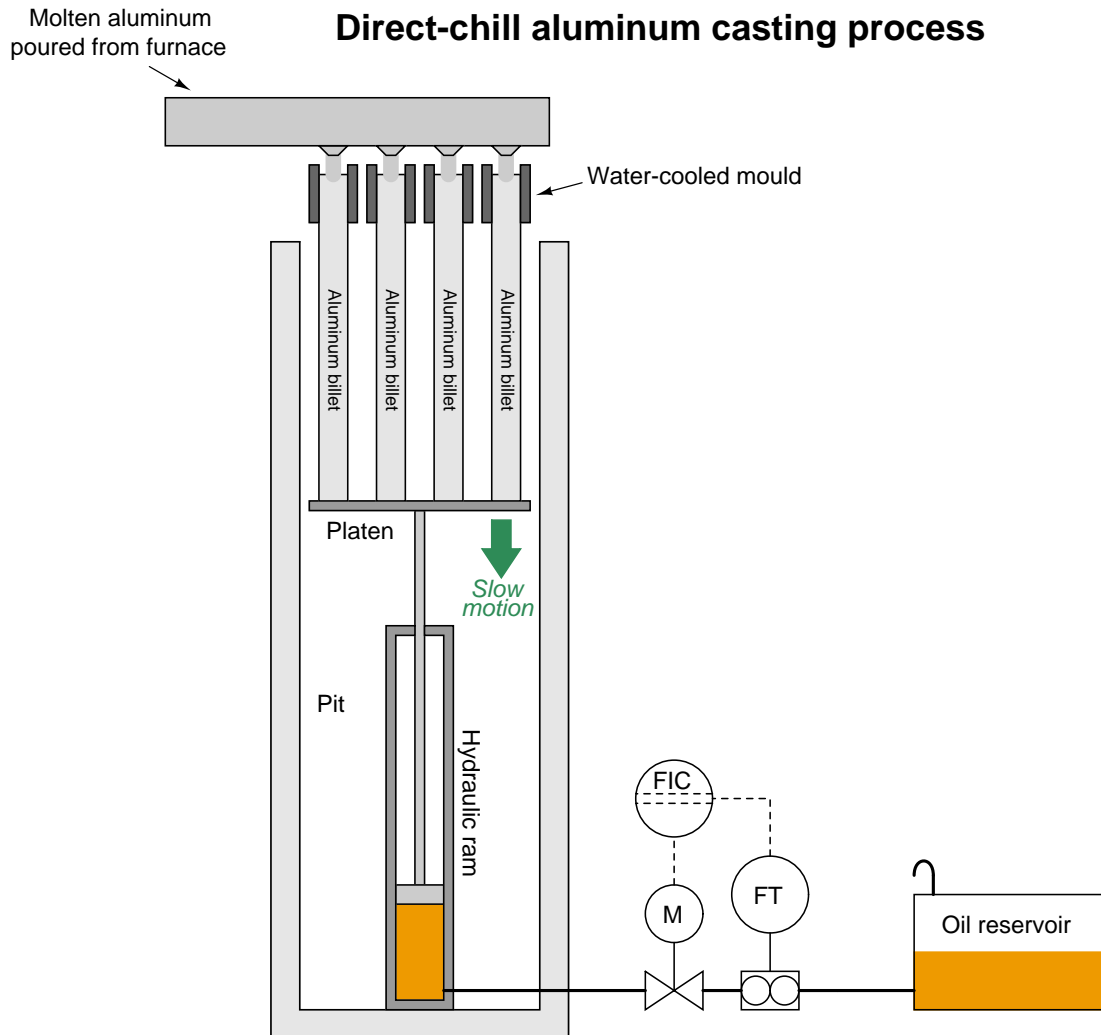 Direct-chill aluminum casting process
Molten aluminum
poured from furnace
Water-cooled mould
Aluminum billet
Aluminum billet
Aluminum billet
Aluminum billet
Platen
Slow
motion
Pit
Hydraulic ram
FIC
M
FT
Oil reservoir